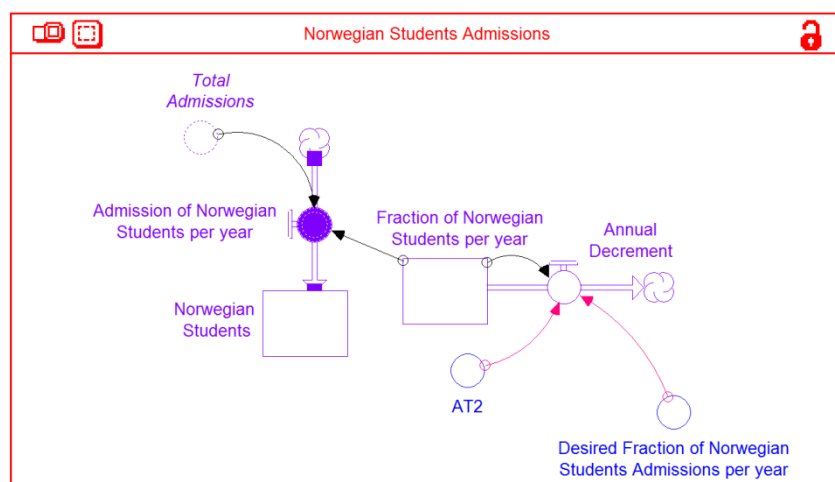 Norwegian Students Admissions
Total
Admissions
Admission of Norwegian
Students per year
Fraction of Norwegian
Students per year
Annual
Decrement
Norwegian
Students
AT2
Desired Fraction of Norwegian
Students Admissions per year